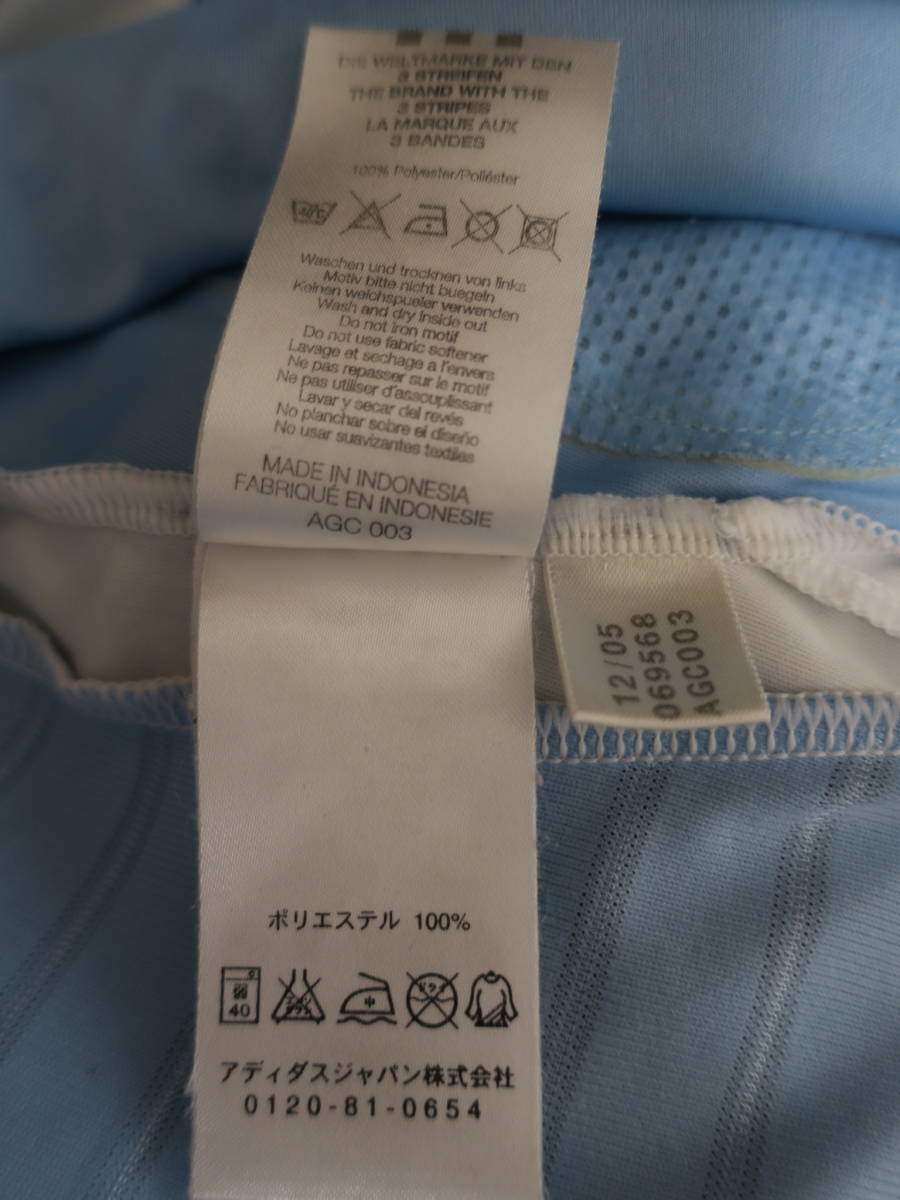 DIE WELTMARKE MIT DEN
3 STREIFEN
THE BRAND WITH THE
3 STRIPES
LA MARQUE AUX
3 BANDES
100% Polyester/Poliéster
40°C
Waschen und trocknen von links
Motiv bitte nicht buegeln
Keinen weichspueler verwenden
Wash and dry inside out
Do not iron motif
Do not use fabric softener
Lavage et sechage a l'envers
Ne pas repasser sur le motif
Ne pas utiliser d'assouplissant
Lavar y secar del revés
No planchar sobre el diseño
No usar suavizantes textiles
MADE IN INDONESIA
FABRIQUÉ EN INDONESIE
AGC 003
12/05
069568
AGC003
ポリエステル 100%
40
中
ドライ
アディダスジャパン株式会社
0120-81-0654